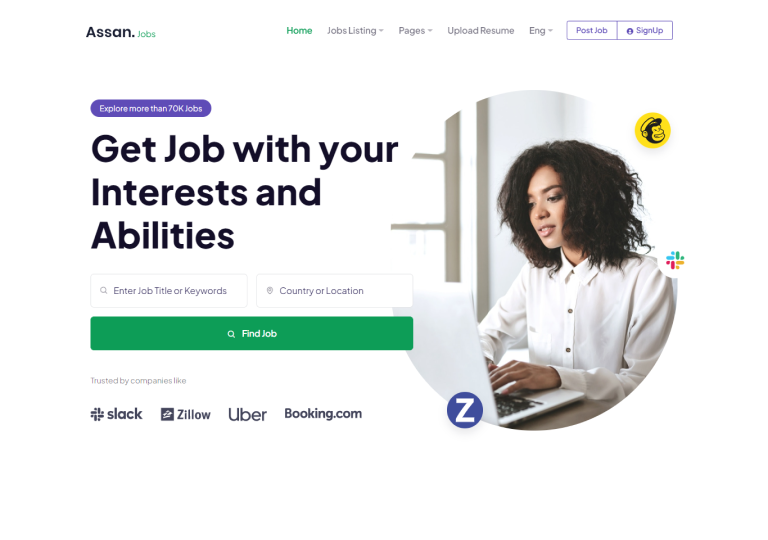 Assan. Jobs
Home Jobs Listing Pages Upload Resume Eng Post Job SignUp
Explore more than 70K Jobs
Get Job with your
Interests and
Abilities
Enter Job Title or Keywords Country or Location
Find Job
Trusted by companies like
slack Zillow Uber Booking.com
Z